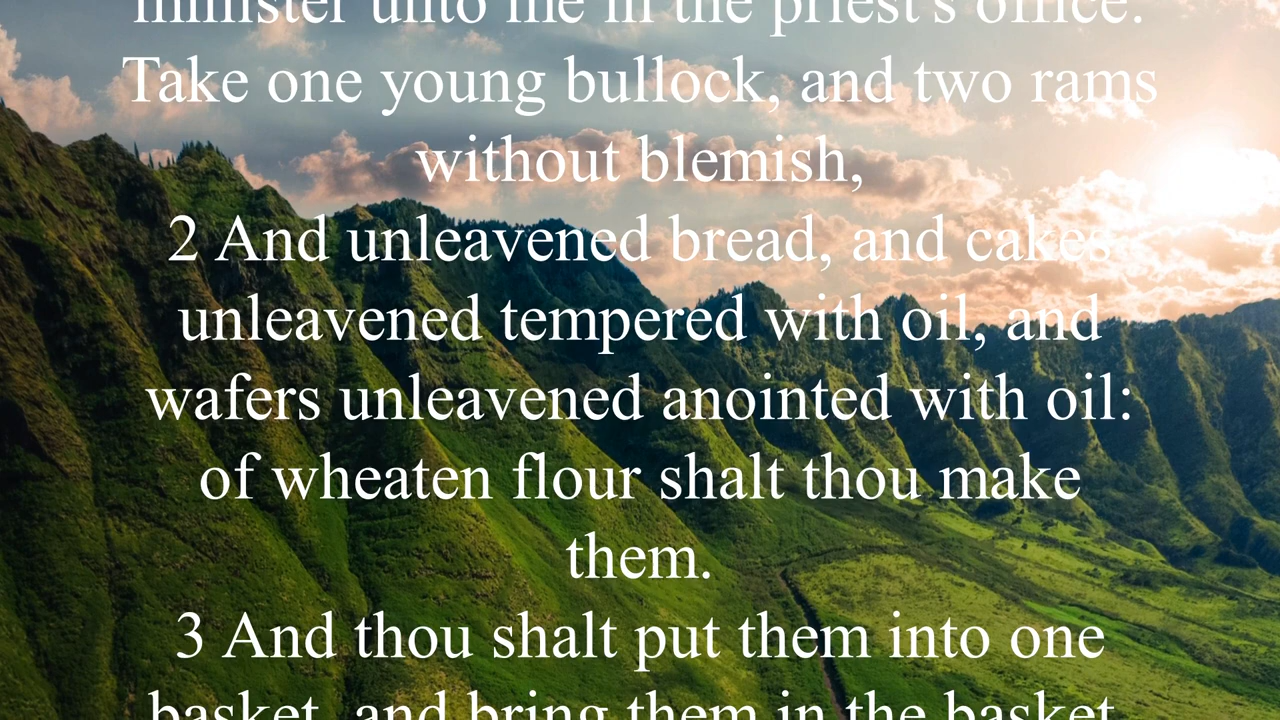 minister unto me in the priest's office:
Take one young bullock, and two rams
without blemish,
2 And unleavened bread, and cakes
unleavened tempered with oil, and
wafers unleavened anointed with oil:
of wheaten flour shalt thou make
them.
3 And thou shalt put them into one
basket, and bring them in the basket